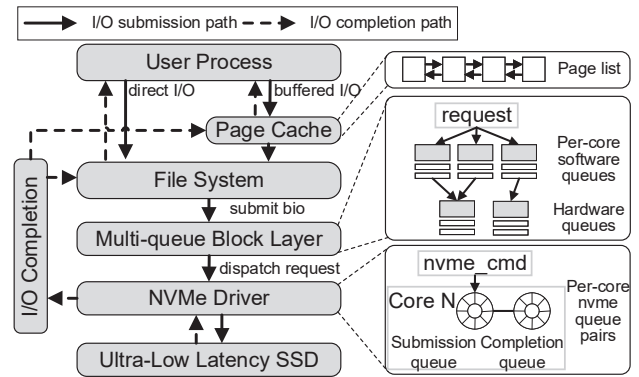 I/O submission path
I/O completion path
User Process
direct I/O
buffered I/O
Page Cache
File System
submit bio
Multi-queue Block Layer
dispatch request
NVMe Driver
Ultra-Low Latency SSD
I/O Completion
Page list
request
Per-core
software
queues
Hardware
queues
nvme_cmd
Core N
Submission
queue
Completion
queue
Per-core
nvme
queue
pairs